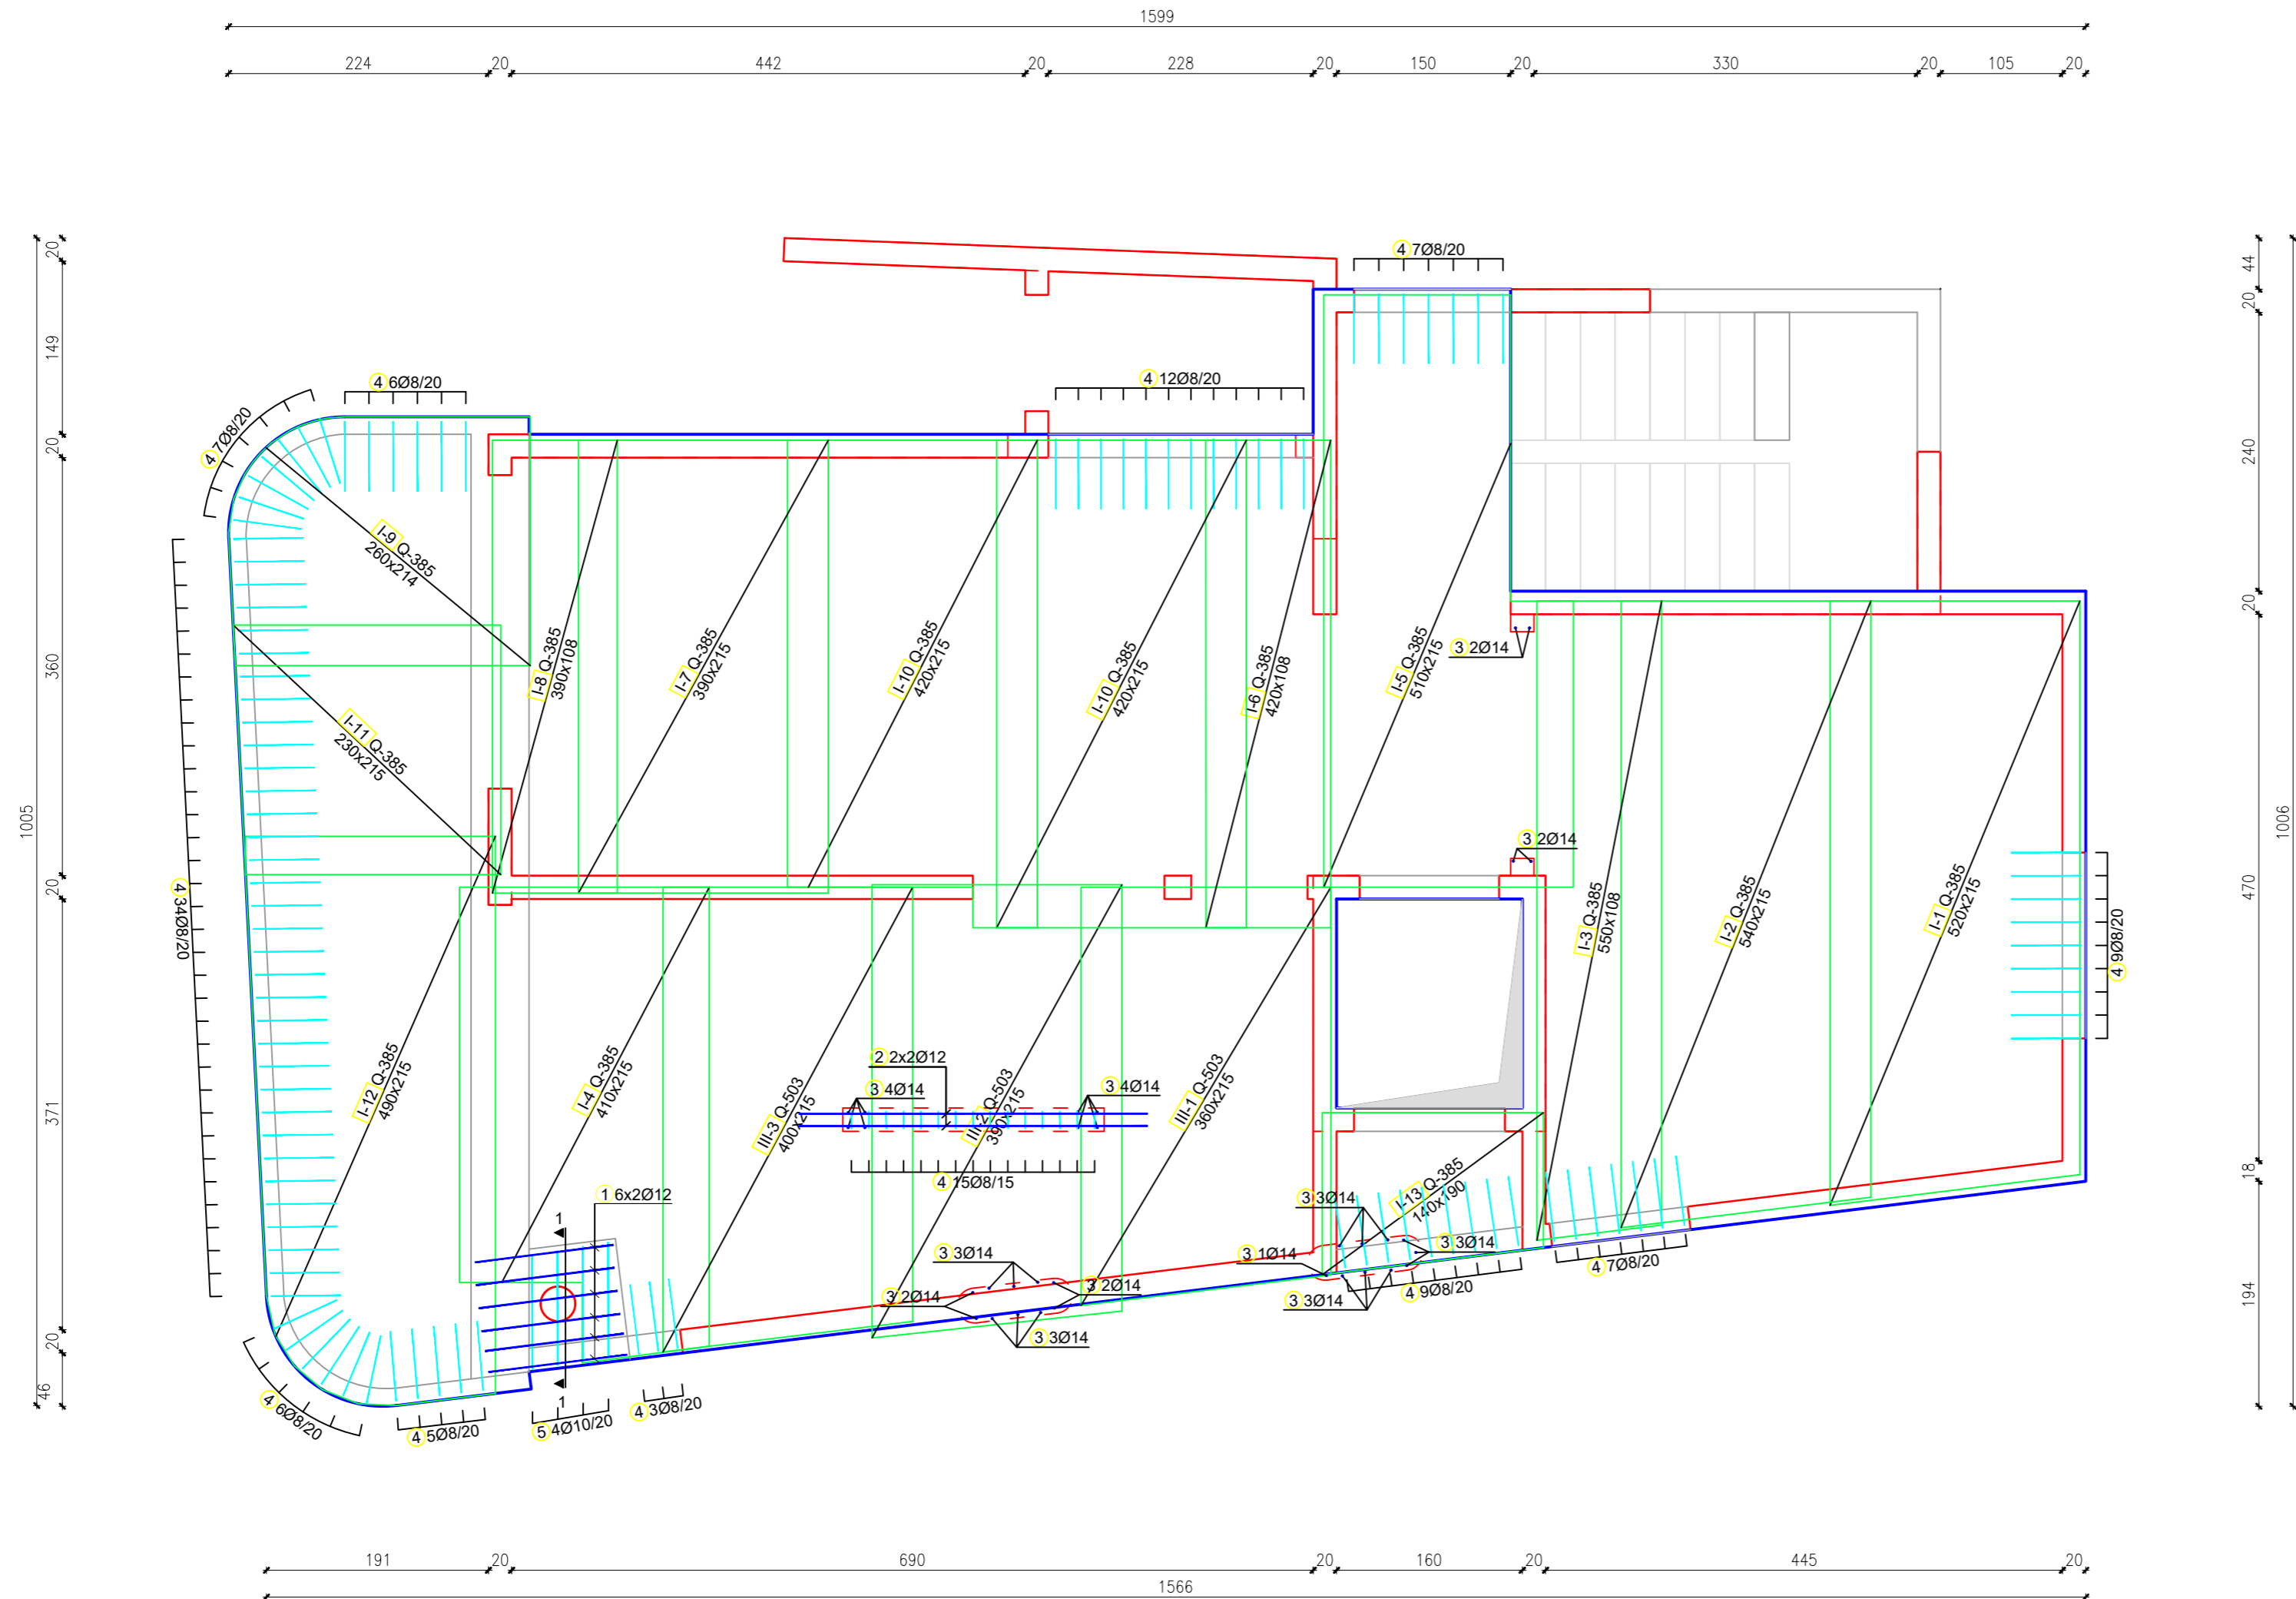 1599
224 20 442 20 228 20 150 20 330 20 105 20
20
149
20
360
20
371
20
46
1005
44
20
240
20
470
18
194
1006
4 7Ø8/20
4 6Ø8/20
4 12Ø8/20
4 7Ø8/20
I-9 Q-385
260x214
I-11 Q-385
230x215
I-8 Q-385
390x108
I-7 Q-385
390x215
I-10 Q-385
420x215
I-10 Q-385
420x215
I-6 Q-385
420x108
I-5 Q-385
510x215
3 2Ø14
3 2Ø14
4 34Ø8/20
I-3 Q-385
550x108
I-2 Q-385
540x215
I-1 Q-385
520x215
4 9Ø8/20
I-12 Q-385
490x215
I-4 Q-385
410x215
III-3 Q-503
400x215
2 2x2Ø12
3 4Ø14
3 4Ø14
III-2 Q-503
390x215
III-1 Q-503
360x215
4 15Ø8/15
I-13 Q-385
140x190
1 6x2Ø12
1
3 3Ø14
3 3Ø14
3 1Ø14
3 3Ø14
3 2Ø14
3 2Ø14
3 3Ø14
3 3Ø14
4 9Ø8/20
4 7Ø8/20
1
4 6Ø8/20
4 5Ø8/20
5 4Ø10/20
4 3Ø8/20
191 20 690 20 160 20 445 20
1566